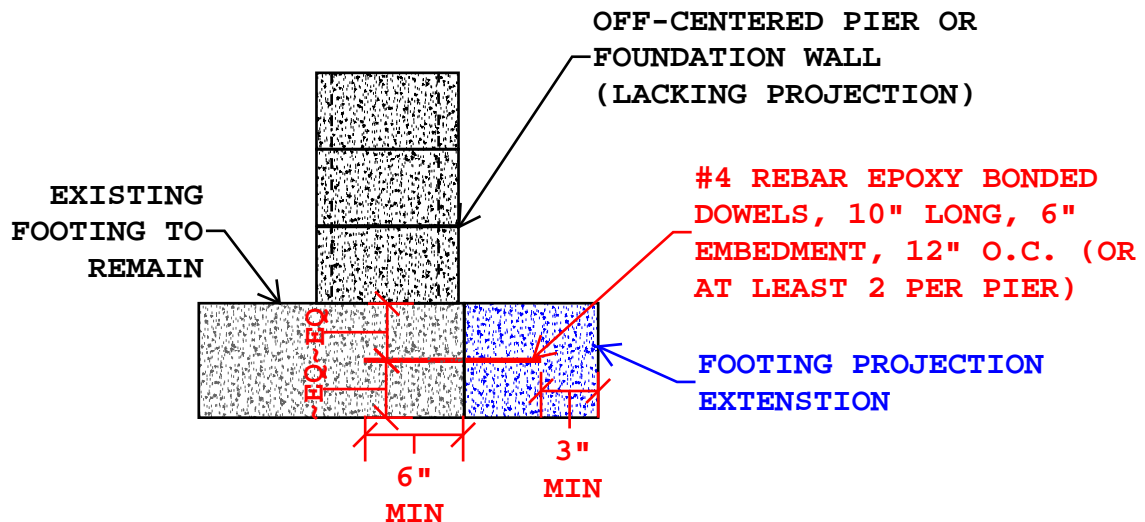 OFF-CENTERED PIER OR
FOUNDATION WALL
(LACKING PROJECTION)
EXISTING
FOOTING TO
REMAIN
#4 REBAR EPOXY BONDED
DOWELS, 10" LONG, 6"
EMBEDMENT, 12" O.C. (OR
AT LEAST 2 PER PIER)
~EQ~EQ
FOOTING PROJECTION
EXTENSTION
6"
MIN
3"
MIN